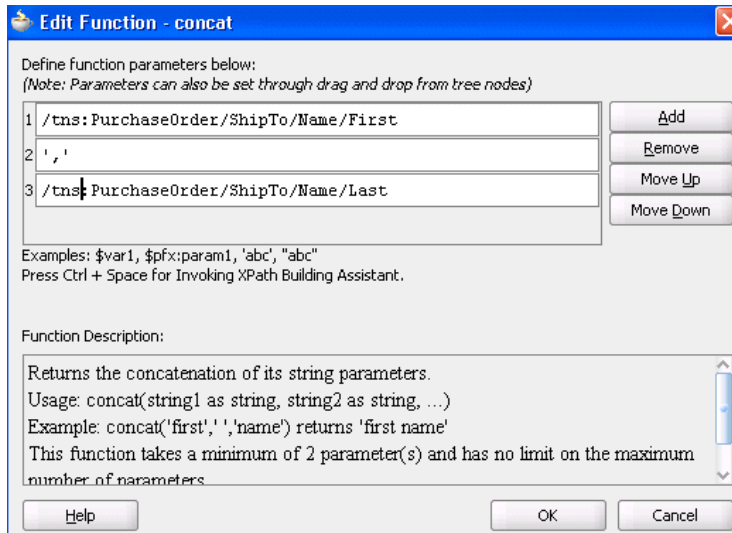 Edit Function - concat
Define function parameters below:
(Note: Parameters can also be set through drag and drop from tree nodes)
1 /tns:PurchaseOrder/ShipTo/Name/First
2 ','
3 /tns:PurchaseOrder/ShipTo/Name/Last
Add
Remove
Move Up
Move Down
Examples: $var1, $pfx:param1, 'abc', "abc"
Press Ctrl + Space for Invoking XPath Building Assistant.
Function Description:
Returns the concatenation of its string parameters.
Usage: concat(string1 as string, string2 as string, ...)
Example: concat('first',' ','name') returns 'first name'
This function takes a minimum of 2 parameter(s) and has no limit on the maximum
number of parameters
Help
OK
Cancel